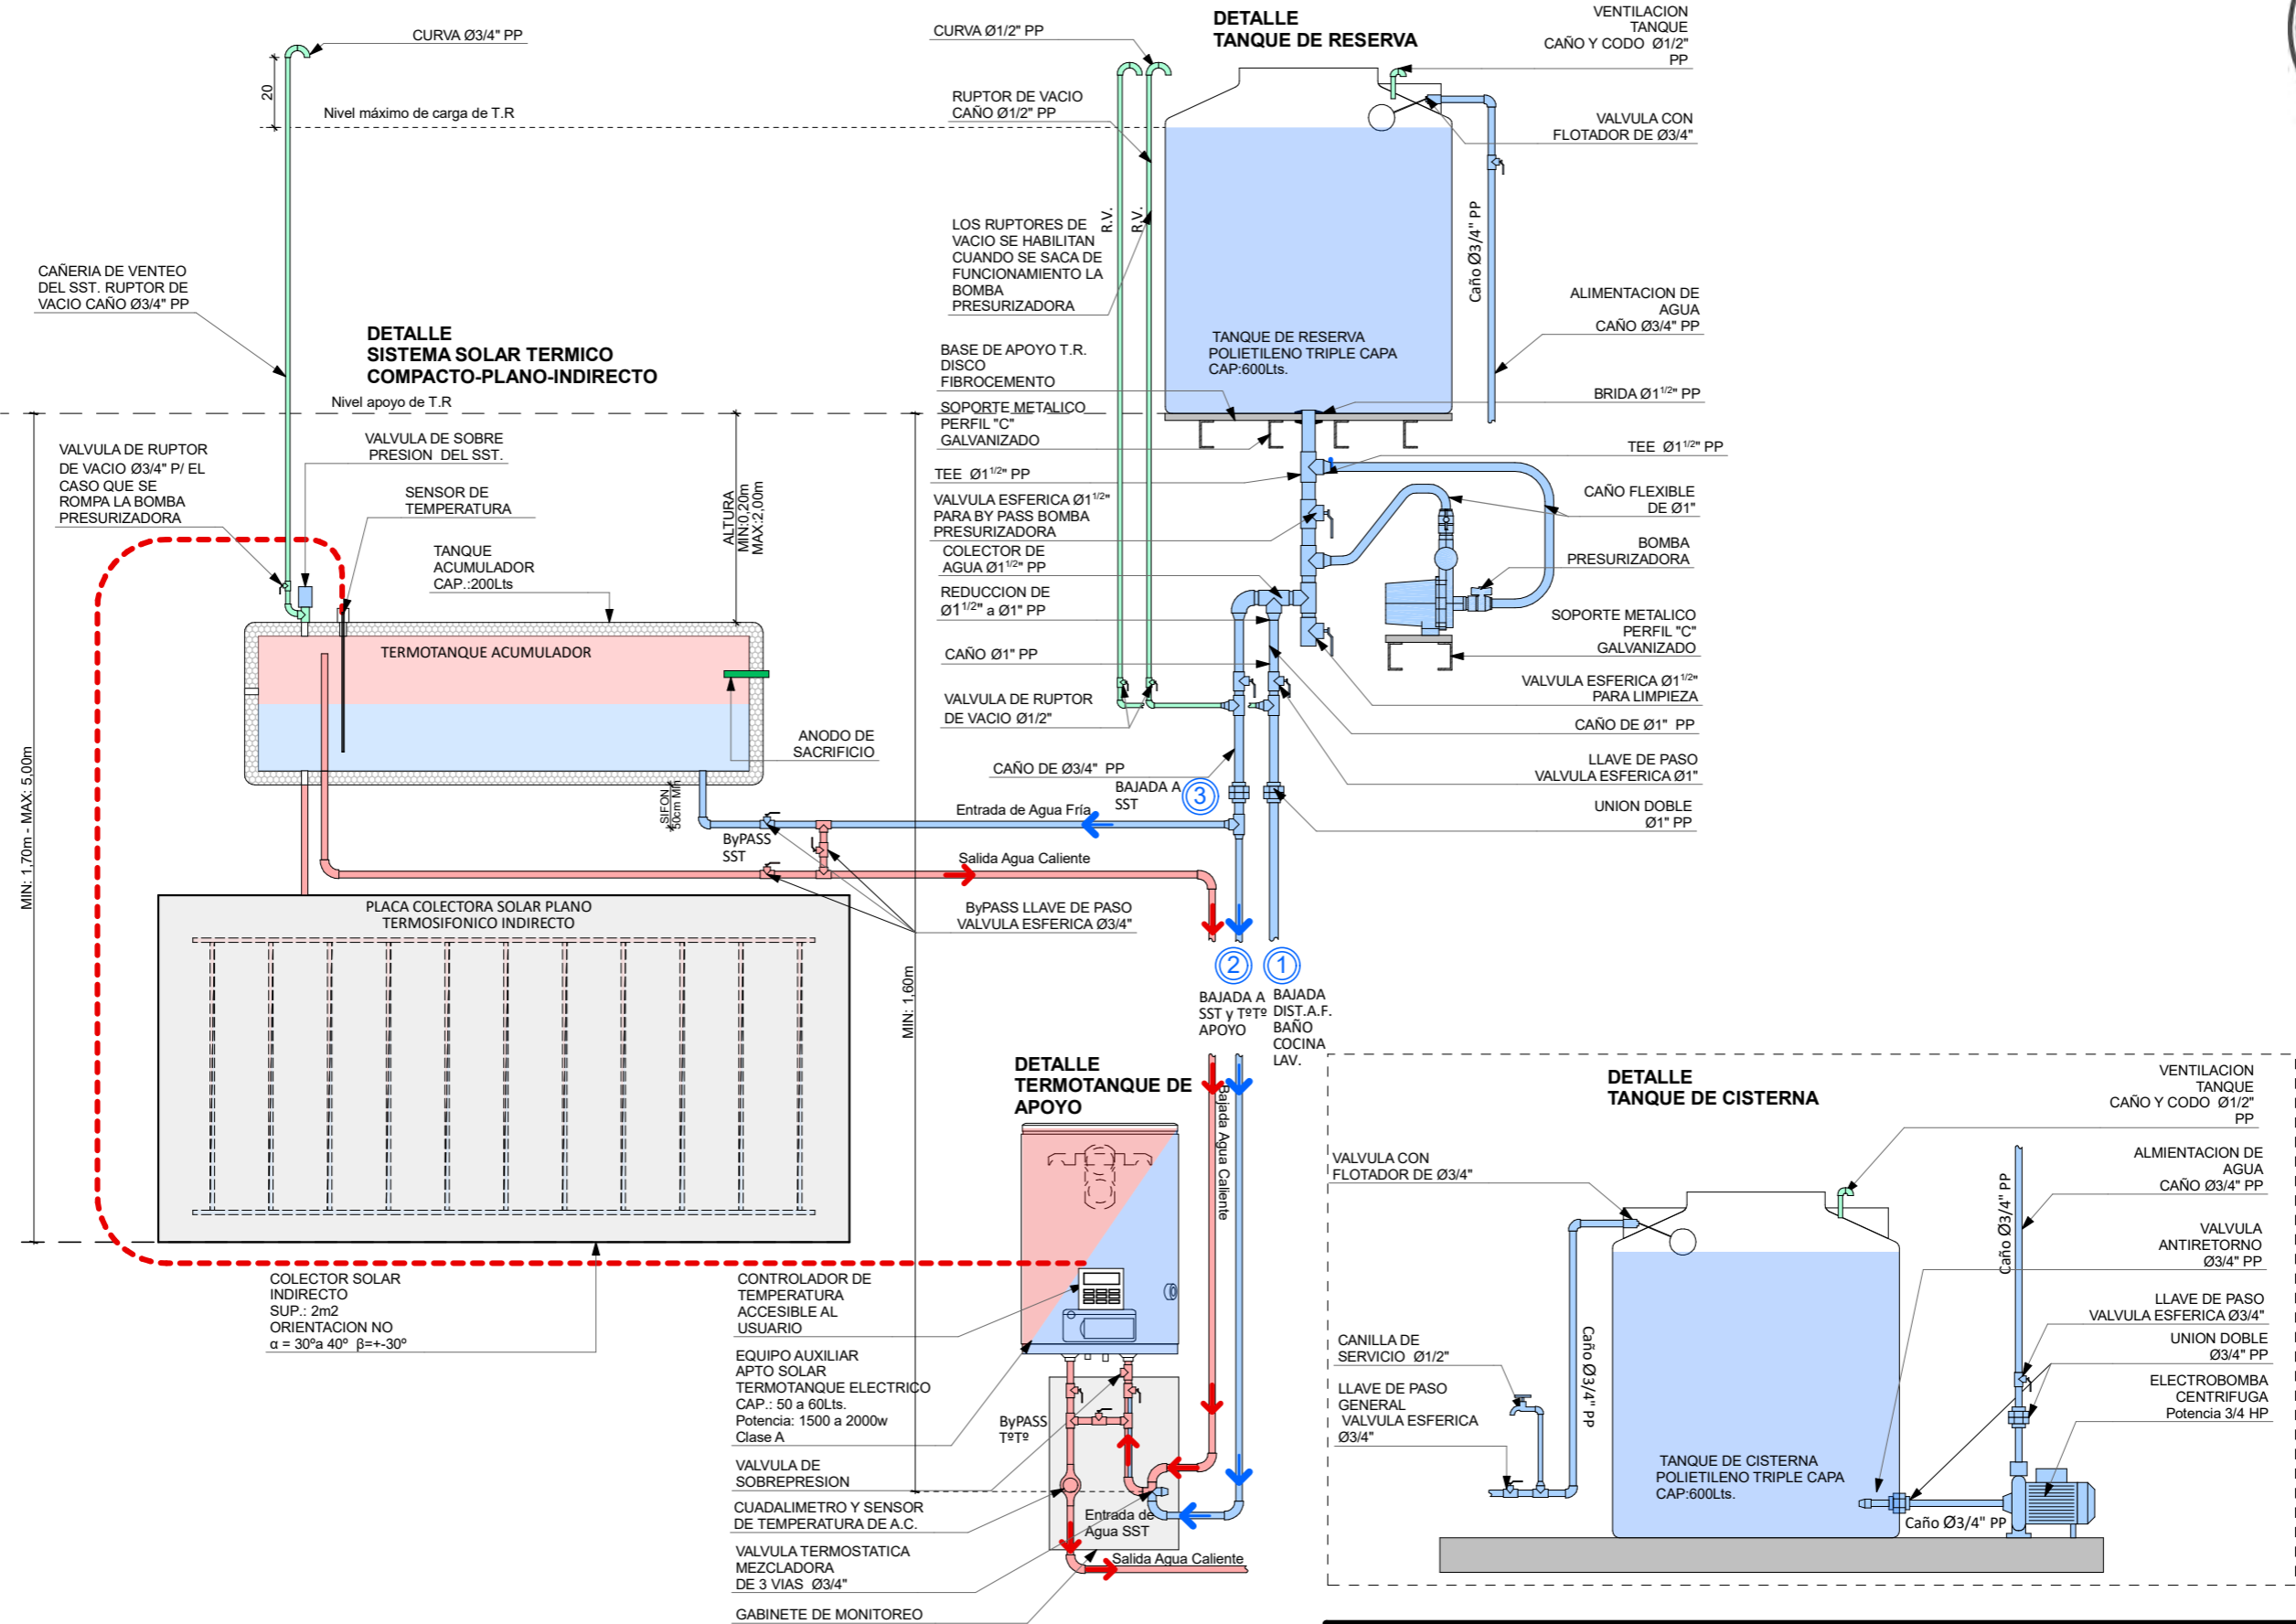 CURVA Ø3/4" PP
20
Nivel máximo de carga de T.R
CAÑERIA DE VENTEO
DEL SST. RUPTOR DE
VACIO CAÑO Ø3/4" PP
DETALLE
SISTEMA SOLAR TERMICO
COMPACTO-PLANO-INDIRECTO
Nivel apoyo de T.R
VALVULA DE RUPTOR
DE VACIO Ø3/4" P/ EL
CASO QUE SE
ROMPA LA BOMBA
PRESURIZADORA
VALVULA DE SOBRE
PRESION DEL SST.
SENSOR DE
TEMPERATURA
TANQUE
ACUMULADOR
CAP.:200Lts
ALTURA
MIN:0,20m
MAX:2,00m
TERMOTANQUE ACUMULADOR
ANODO DE
SACRIFICIO
MIN: 1,70m - MAX: 5,00m
SIFON
50cm Min
ByPASS
SST
Entrada de Agua Fría
Salida Agua Caliente
ByPASS LLAVE DE PASO
VALVULA ESFERICA Ø3/4"
MIN: 1,60m
PLACA COLECTORA SOLAR PLANO
TERMOSIFONICO INDIRECTO
COLECTOR SOLAR
INDIRECTO
SUP.: 2m2
ORIENTACION NO
α = 30ºa 40º β=+-30º
DETALLE
TANQUE DE RESERVA
CURVA Ø1/2" PP
RUPTOR DE VACIO
CAÑO Ø1/2" PP
LOS RUPTORES DE
VACIO SE HABILITAN
CUANDO SE SACA DE
FUNCIONAMIENTO LA
BOMBA
PRESURIZADORA
R.V.
R.V.
BASE DE APOYO T.R.
DISCO
FIBROCEMENTO
SOPORTE METALICO
PERFIL "C"
GALVANIZADO
TEE Ø1 1/2" PP
VALVULA ESFERICA Ø1 1/2"
PARA BY PASS BOMBA
PRESURIZADORA
COLECTOR DE
AGUA Ø1 1/2" PP
REDUCCION DE
Ø1 1/2" a Ø1" PP
CAÑO Ø1" PP
VALVULA DE RUPTOR
DE VACIO Ø1/2"
CAÑO DE Ø3/4" PP
BAJADA A
SST
3
TANQUE DE RESERVA
POLIETILENO TRIPLE CAPA
CAP:600Lts.
VENTILACION
TANQUE
CAÑO Y CODO Ø1/2"
PP
VALVULA CON
FLOTADOR DE Ø3/4"
Caño Ø3/4" PP
ALIMENTACION DE
AGUA
CAÑO Ø3/4" PP
BRIDA Ø1 1/2" PP
TEE Ø1 1/2" PP
CAÑO FLEXIBLE
DE Ø1"
BOMBA
PRESURIZADORA
SOPORTE METALICO
PERFIL "C"
GALVANIZADO
VALVULA ESFERICA Ø1 1/2"
PARA LIMPIEZA
CAÑO DE Ø1" PP
LLAVE DE PASO
VALVULA ESFERICA Ø1"
UNION DOBLE
Ø1" PP
2
BAJADA A
SST y TºTº
APOYO
1
BAJADA
DIST.A.F.
BAÑO
COCINA
LAV.
DETALLE
TERMOTANQUE DE
APOYO
Bajada Agua Caliente
CONTROLADOR DE
TEMPERATURA
ACCESIBLE AL
USUARIO
EQUIPO AUXILIAR
APTO SOLAR
TERMOTANQUE ELECTRICO
CAP.: 50 a 60Lts.
Potencia: 1500 a 2000w
Clase A
VALVULA DE
SOBREPRESION
CUADALIMETRO Y SENSOR
DE TEMPERATURA DE A.C.
VALVULA TERMOSTATICA
MEZCLADORA
DE 3 VIAS Ø3/4"
GABINETE DE MONITOREO
ByPASS
TºTº
Entrada de
Agua SST
Salida Agua Caliente
DETALLE
TANQUE DE CISTERNA
VALVULA CON
FLOTADOR DE Ø3/4"
CANILLA DE
SERVICIO Ø1/2"
LLAVE DE PASO
GENERAL
VALVULA ESFERICA
Ø3/4"
Caño Ø3/4" PP
TANQUE DE CISTERNA
POLIETILENO TRIPLE CAPA
CAP:600Lts.
Caño Ø3/4" PP
Caño Ø3/4" PP
VENTILACION
TANQUE
CAÑO Y CODO Ø1/2"
PP
ALMIENTACION DE
AGUA
CAÑO Ø3/4" PP
VALVULA
ANTIRETORNO
Ø3/4" PP
LLAVE DE PASO
VALVULA ESFERICA Ø3/4"
UNION DOBLE
Ø3/4" PP
ELECTROBOMBA
CENTRIFUGA
Potencia 3/4 HP